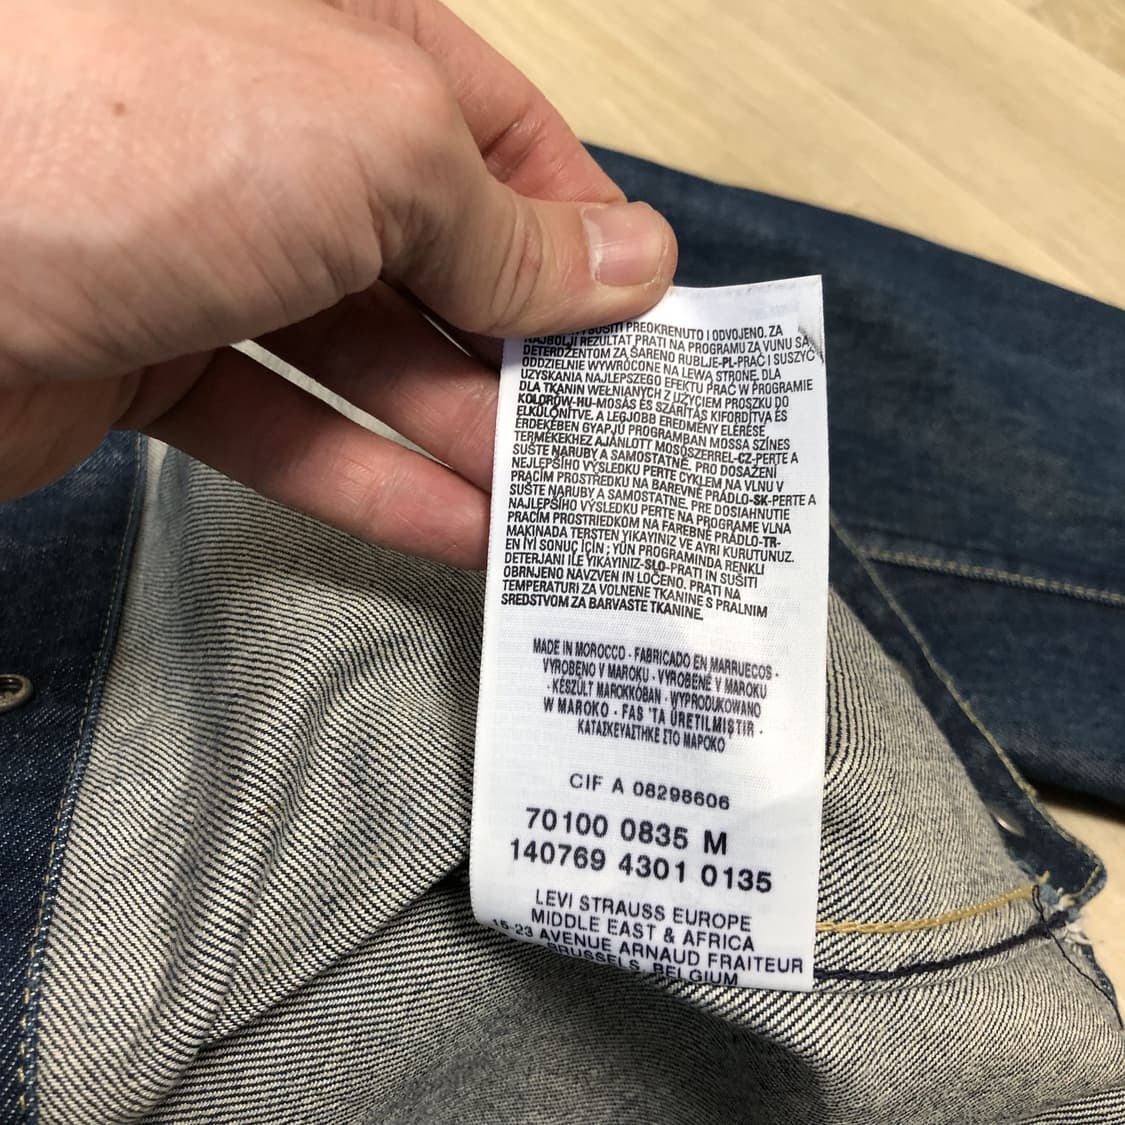 SUŠITI PREOKRENUTO I ODVOJENO. ZA
NAJBOLJI REZULTAT PRATI NA PROGRAMU ZA VUNU SA
DETERDŽENTOM ZA ŠARENO RUBLJE-PL-PRAĆ I SUSZYĆ
ODDZIELNIE WYWRÓCONE NA LEWĄ STRONĘ. DLA
UZYSKANIA NAJLEPSZEGO EFEKTU PRAĆ W PROGRAMIE
DLA TKANIN WEŁNIANYCH Z UŻYCIEM PROSZKU DO
KOLORÓW-HU-MOSÁS ÉS SZÁRÍTÁS KIFORDÍTVA ÉS
ELKÜLÖNÍTVE. A LEGJOBB EREDMÉNY ELÉRÉSE
ÉRDEKÉBEN GYAPJÚ PROGRAMBAN MOSSA SZÍNES
TERMÉKEKHEZ AJÁNLOTT MOSÓSZERREL-CZ-PERTE A
SUŠTE NARUBY A SAMOSTATNĚ. PRO DOSAŽENÍ
NEJLEPŠÍHO VÝSLEDKU PERTE CYKLEM NA VLNU V
PRACÍM PROSTŘEDKU NA BAREVNÉ PRÁDLO-SK-PERTE A
SUŠTE NARUBY A SAMOSTATNE. PRE DOSIAHNUTIE
NAJLEPŠIEHO VÝSLEDKU PERTE NA PROGRAME VLNA
PRACÍM PROSTRIEDKOM NA FAREBNÉ PRÁDLO-TR-
MAKINADA TERSTEN YIKAYINIZ VE AYRI KURUTUNUZ.
EN İYİ SONUÇ İÇİN ; YÜN PROGRAMINDA RENKLI
DETERJANI ILE YIKAYINIZ-SLO-PRATI IN SUŠITI
OBRNJENO NAVZVEN IN LOČENO. PRATI NA
TEMPERATURI ZA VOLNENE TKANINE S PRALNIM
SREDSTVOM ZA BARVASTE TKANINE.
MADE IN MOROCCO - FABRICADO EN MARRUECOS -
VYROBENO V MAROKU - VYROBENÉ V MAROKU
- KÉSZÜLT MAROKKÓBAN - WYPRODUKOWANO
W MAROKO - FAS 'TA ÜRETILMIŞTIR -
ΚΑΤΑΣΚΕΥΑΣΤΗΚΕ ΣΤΟ ΜΑΡΟΚΟ
CIF A 08298606
70100 0835 M
140769 4301 0135
LEVI STRAUSS EUROPE
MIDDLE EAST & AFRICA
15-23 AVENUE ARNAUD FRAITEUR
BRUSSELS, BELGIUM